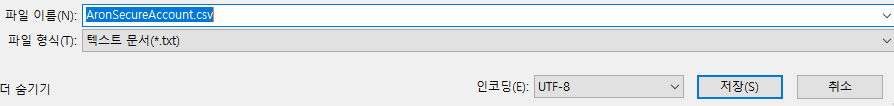 파일 이름(N): AronSecureAccount.csv
파일 형식(T): 텍스트 문서(*.txt)
더 숨기기 인코딩(E): UTF-8 저장(S) 취소